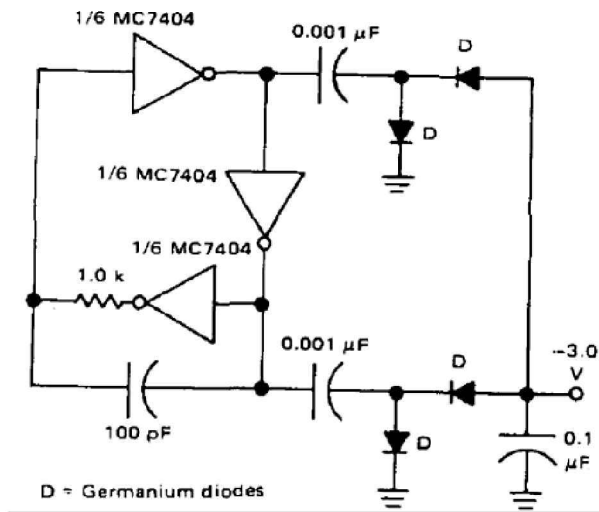 1/6 MC7404
0.001 μF
D
D
1/6 MC7404
1/6 MC7404
1.0 k
0.001 μF
D
-3.0
V
100 pF
D
0.1
μF
D = Germanium diodes